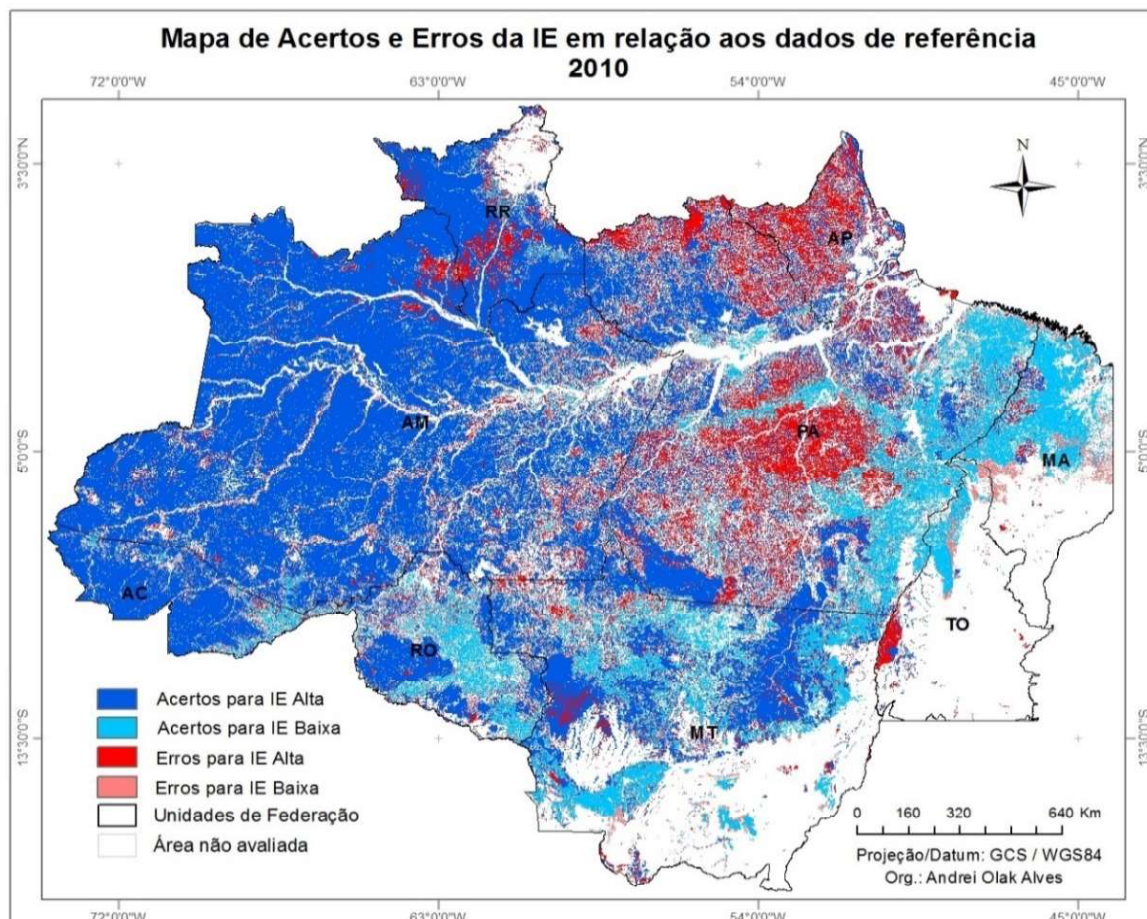 Mapa de Acertos e Erros da IE em relação aos dados de referência
2010
72°0'0"W 63°0'0"W 54°0'0"W 45°0'0"W
3°30'0"N 3°30'0"N
N
RR
AP
AM
PA
MA
5°0'0"S 5°0'0"S
AC
RO
TO
MT
13°30'0"S 13°30'0"S
Acertos para IE Alta
Acertos para IE Baixa
Erros para IE Alta
Erros para IE Baixa
Unidades de Federação
Área não avaliada
0 160 320 640 Km
Projeção/Datum: GCS / WGS84
Org.: Andrei Olak Alves
72°0'0"W 63°0'0"W 54°0'0"W 45°0'0"W